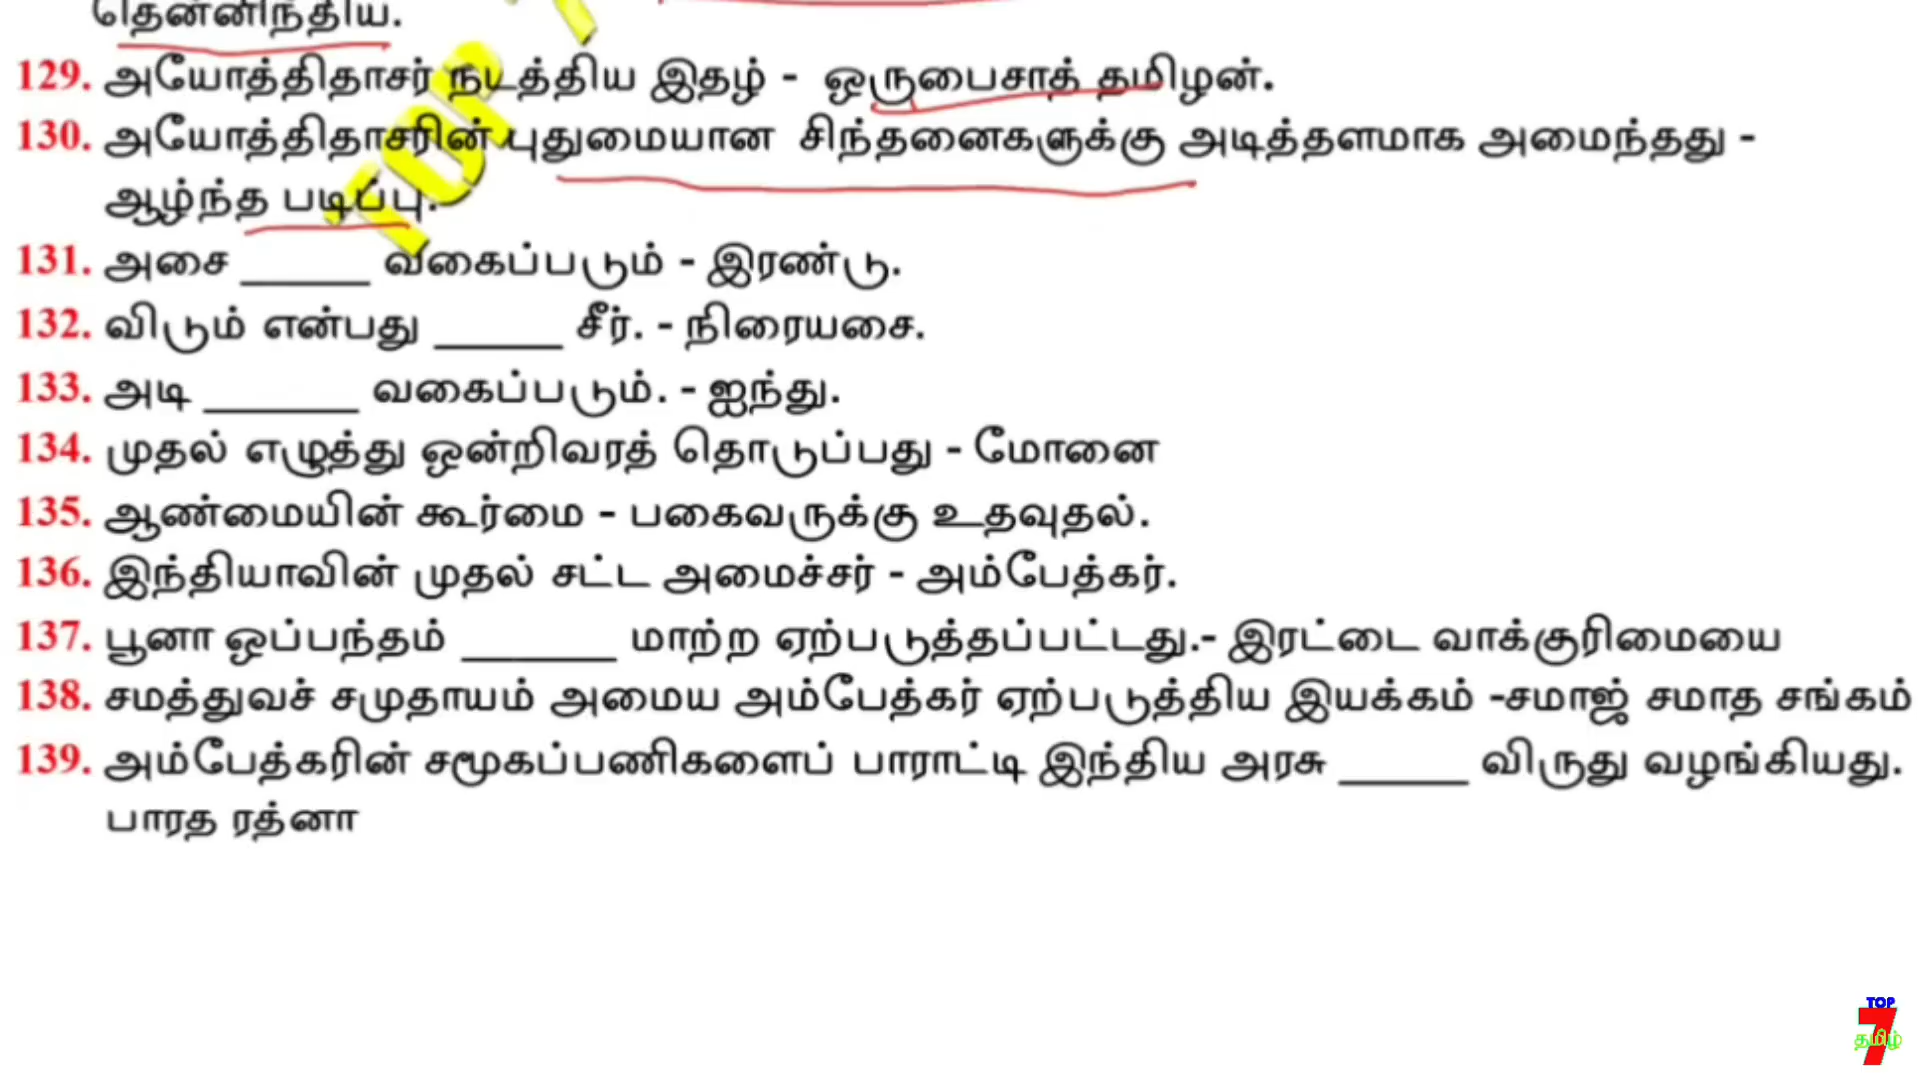 தென்னிந்திய.
129. அயோத்திதாசர் நடத்திய இதழ் - ஒருபைசாத் தமிழன்.
130. அயோத்திதாசரின் புதுமையான சிந்தனைகளுக்கு அடித்தளமாக அமைந்தது -
ஆழ்ந்த படிப்பு.
131. அசை ______ வகைப்படும் - இரண்டு.
132. விடும் என்பது ______ சீர். - நிரையசை.
133. அடி _______ வகைப்படும். - ஐந்து.
134. முதல் எழுத்து ஒன்றிவரத் தொடுப்பது - மோனை
135. ஆண்மையின் கூர்மை - பகைவருக்கு உதவுதல்.
136. இந்தியாவின் முதல் சட்ட அமைச்சர் - அம்பேத்கர்.
137. பூனா ஒப்பந்தம் _______ மாற்ற ஏற்படுத்தப்பட்டது.- இரட்டை வாக்குரிமையை
138. சமத்துவச் சமுதாயம் அமைய அம்பேத்கர் ஏற்படுத்திய இயக்கம் -சமாஜ் சமாத சங்கம்
139. அம்பேத்கரின் சமூகப்பணிகளைப் பாராட்டி இந்திய அரசு ______ விருது வழங்கியது.
பாரத ரத்னா
TOP
7
தமிழ்